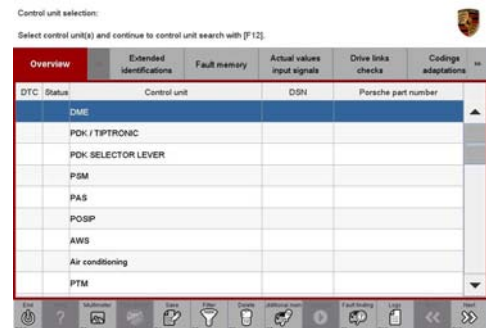 Control unit selection:
Select control unit(s) and continue to control unit search with [F12].
Overview
Extended identifications
Fault memory
Actual values input signals
Drive links checks
Codings adaptations
DTC Status Control unit DSN Porsche part number
DME
PDK / TIPTRONIC
PDK SELECTOR LEVER
PSM
PAS
POSIP
AWS
Air conditioning
PTM
End Multimeter Save Filter Delete Fault finding Logs Next